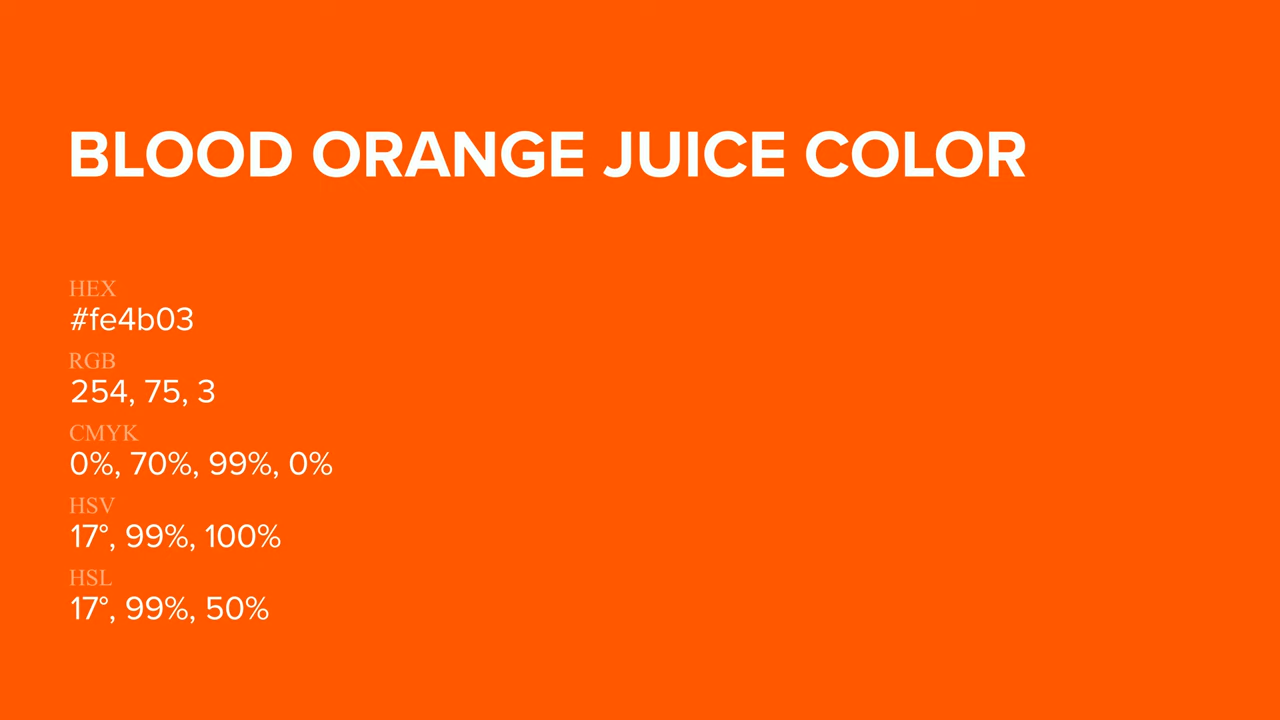 BLOOD ORANGE JUICE COLOR
HEX
#fe4b03
RGB
254, 75, 3
CMYK
0%, 70%, 99%, 0%
HSV
17°, 99%, 100%
HSL
17°, 99%, 50%